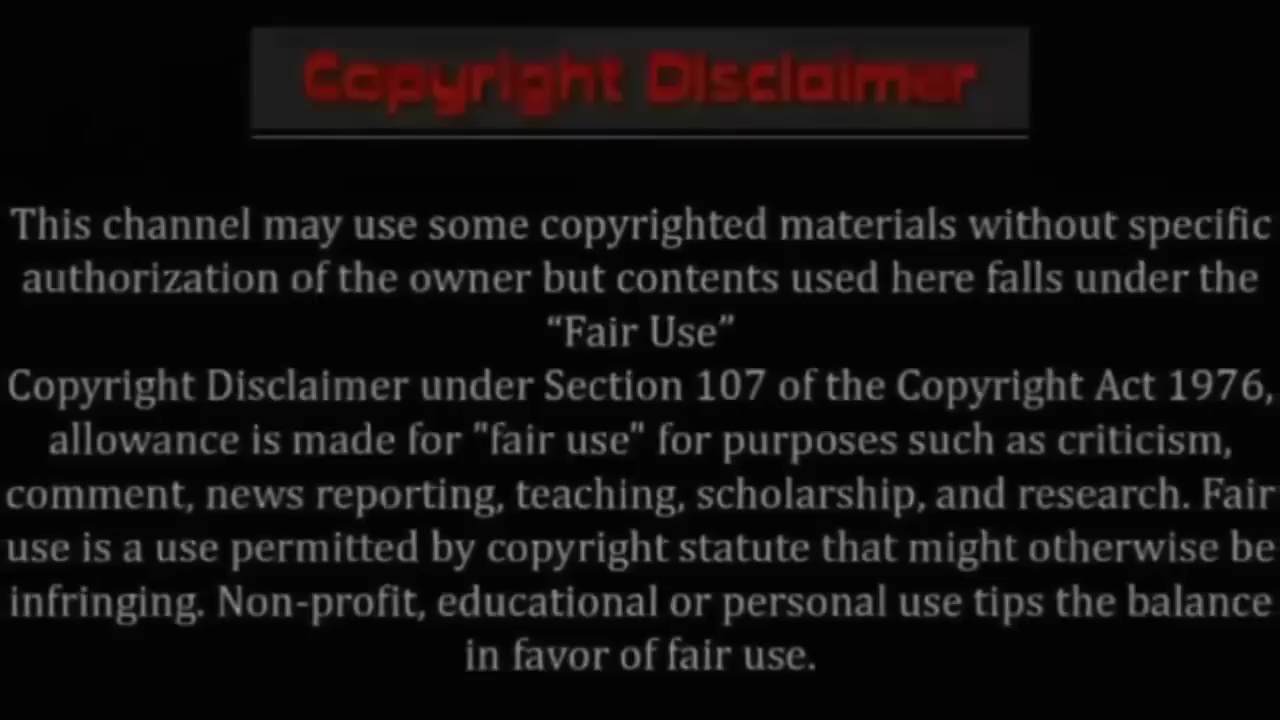 Copyright Disclaimer
This channel may use some copyrighted materials without specific
authorization of the owner but contents used here falls under the
“Fair Use”
Copyright Disclaimer under Section 107 of the Copyright Act 1976,
allowance is made for "fair use" for purposes such as criticism,
comment, news reporting, teaching, scholarship, and research. Fair
use is a use permitted by copyright statute that might otherwise be
infringing. Non-profit, educational or personal use tips the balance
in favor of fair use.